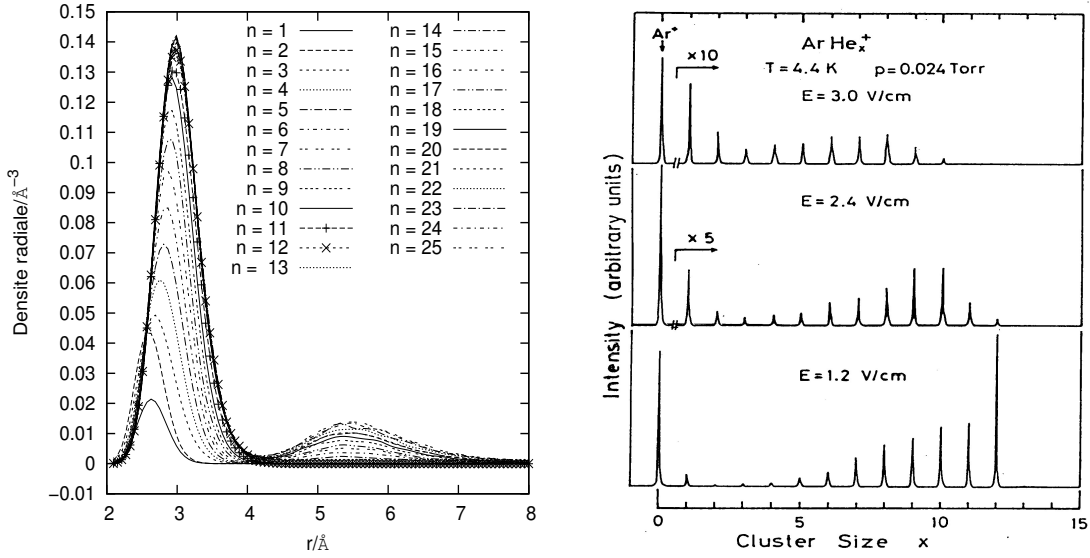 0.14
0.13
0.12
0.11
0.1
0.09
0.08
0.07
0.06
0.05
0.04
0.03
0.02
0.01
0
−0.01
Densite radiale/Å⁻³
2 3 4 5 6 7 8
r/Å
n = 1
n = 2
n = 3
n = 4
n = 5
n = 6
n = 7
n = 8
n = 9
n = 10
n = 11
n = 12
n = 13
n = 14
n = 15
n = 16
n = 17
n = 18
n = 19
n = 20
n = 21
n = 22
n = 23
n = 24
n = 25
Ar⁺
ArHeₓ⁺
×10
T = 4.4 K p = 0.024 Torr
E = 3.0 V/cm
E = 2.4 V/cm
× 5
E = 1.2 V/cm
Intensity (arbitrary units)
0 5 10 15
Cluster Size x